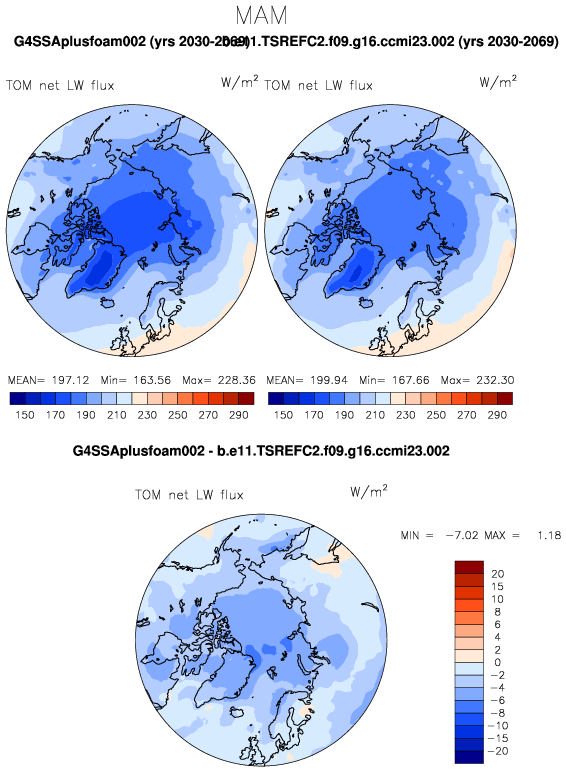 MAM
G4SSAplusfoam002 (yrs 2030-2069) b.e11.TSREFC2.f09.g16.ccmi23.002 (yrs 2030-2069)
TOM net LW flux W/m² TOM net LW flux W/m²
MEAN= 197.12 Min= 163.56 Max= 228.36 MEAN= 199.94 Min= 167.66 Max= 232.30
150 170 190 210 230 250 270 290 150 170 190 210 230 250 270 290
G4SSAplusfoam002 - b.e11.TSREFC2.f09.g16.ccmi23.002
TOM net LW flux W/m²
MIN = -7.02 MAX = 1.18
20
15
10
8
6
4
2
0
-2
-4
-6
-8
-10
-15
-20